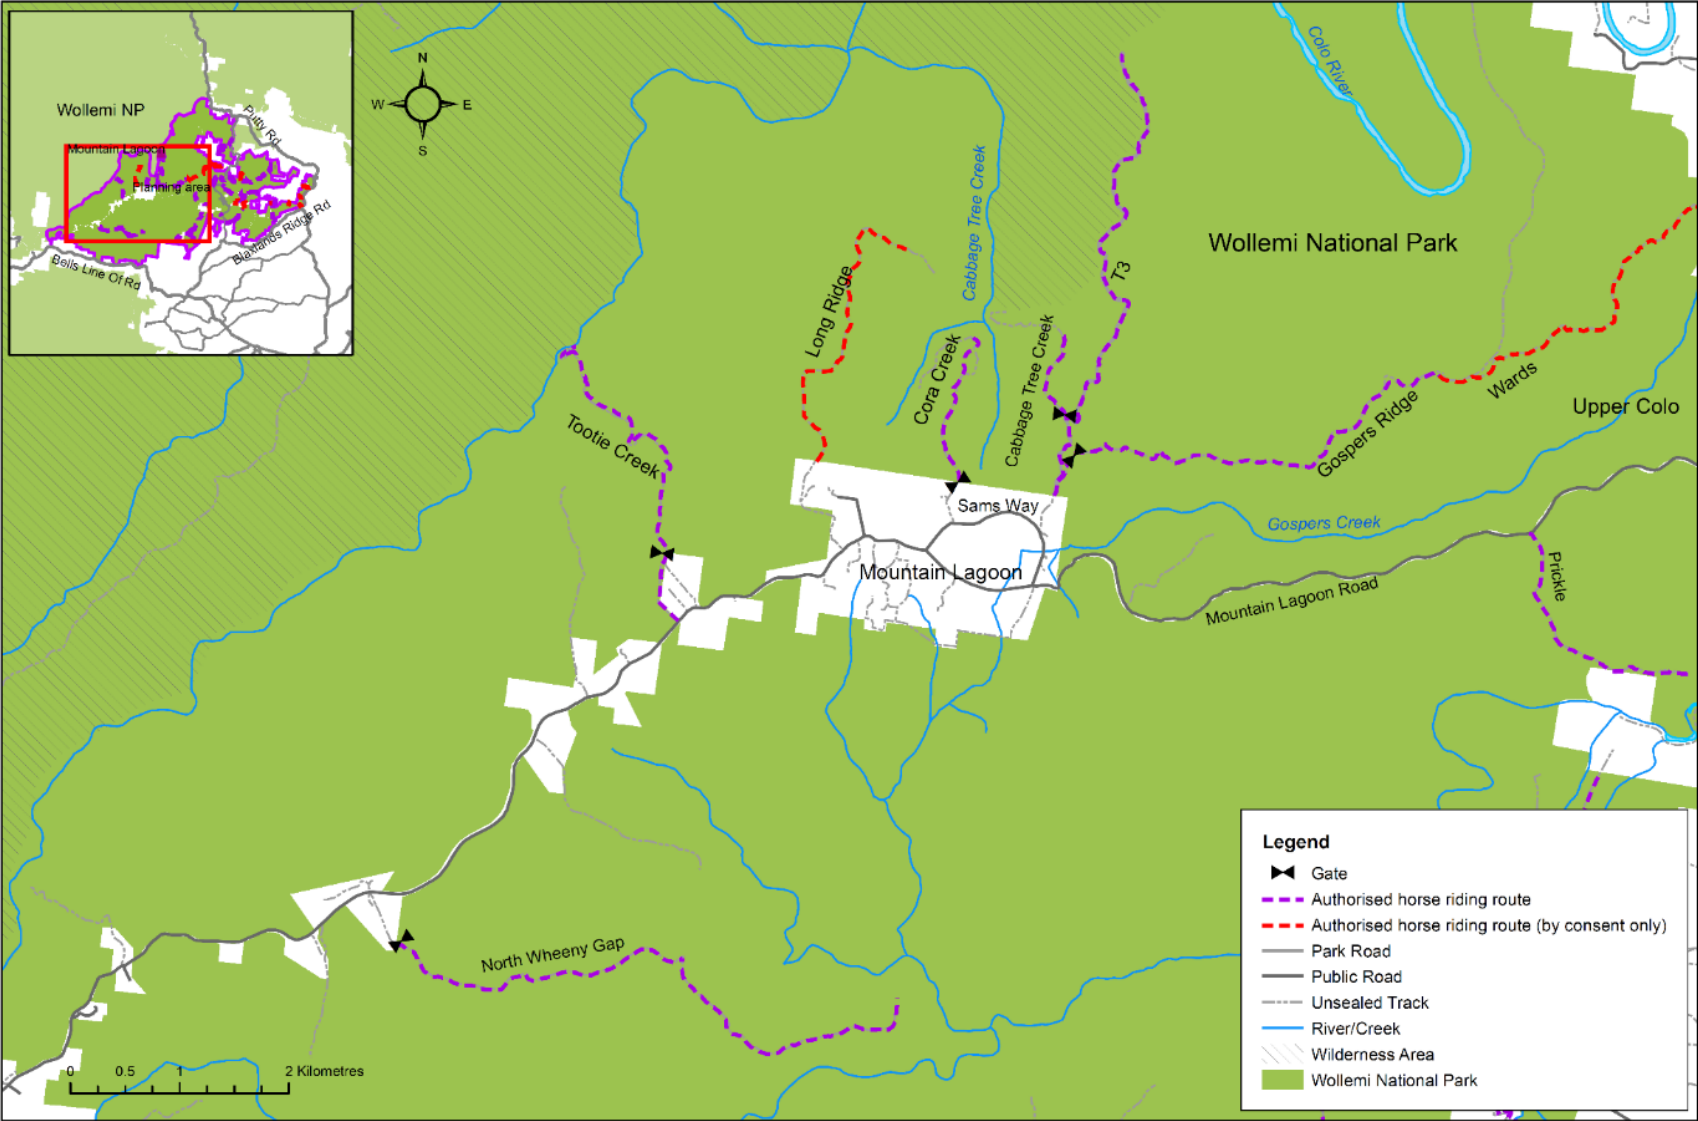 Wollemi NP
Putty Rd
Mountain Lagoon
Planning area
Blaxlands Ridge Rd
Bells Line Of Rd
N
W
E
S
Colo River
Cabbage Tree Creek
Wollemi National Park
T3
Long Ridge
Cora Creek
Cabbage Tree Creek
Wards
Gospers Ridge
Upper Colo
Tootie Creek
Sams Way
Gospers Creek
Mountain Lagoon
Mountain Lagoon Road
Prickle
North Wheeny Gap
0 0.5 1 2 Kilometres
Legend
Gate
Authorised horse riding route
Authorised horse riding route (by consent only)
Park Road
Public Road
Unsealed Track
River/Creek
Wilderness Area
Wollemi National Park